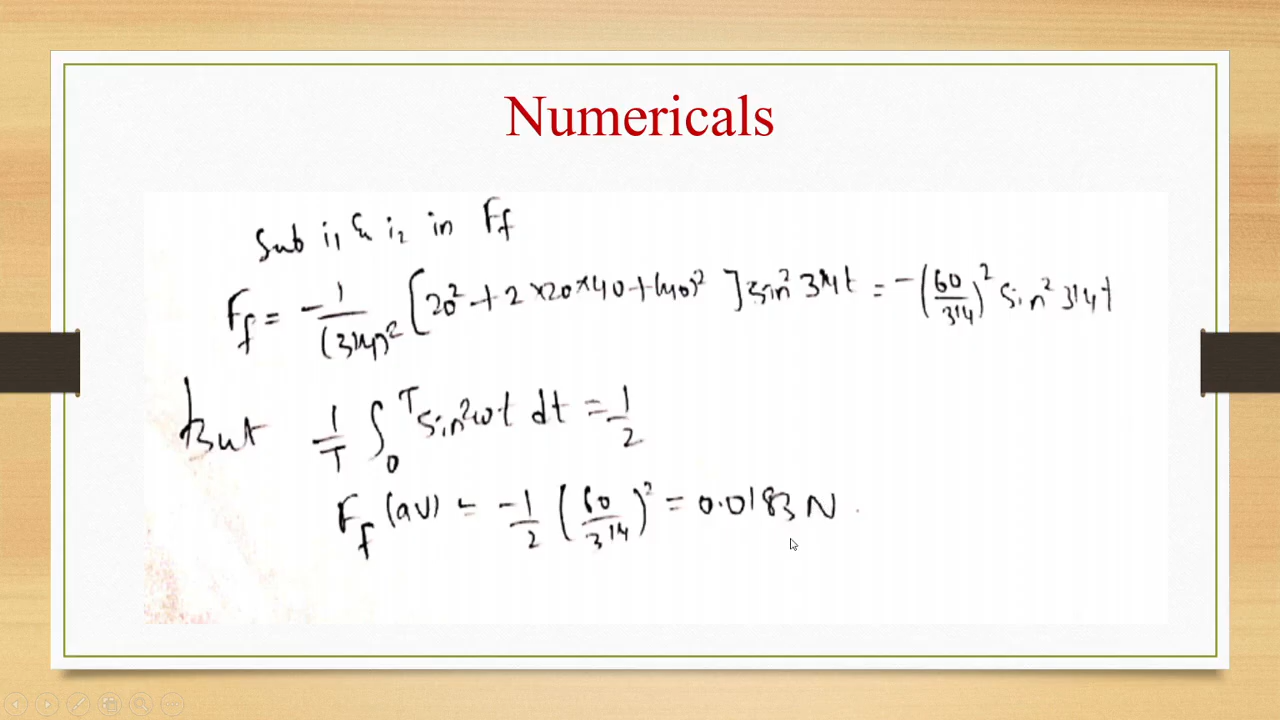 Numericals
Sub i₁ & i₂ in F_f
F_f = -1/(314)² [20² + 2×20×40 + (40)²] sin² 314t = -(60/314)² sin² 314t
But 1/T ∫₀ᵀ sin²ωt dt = 1/2
F_f (av) = -1/2 (60/314)² = 0.0183 N